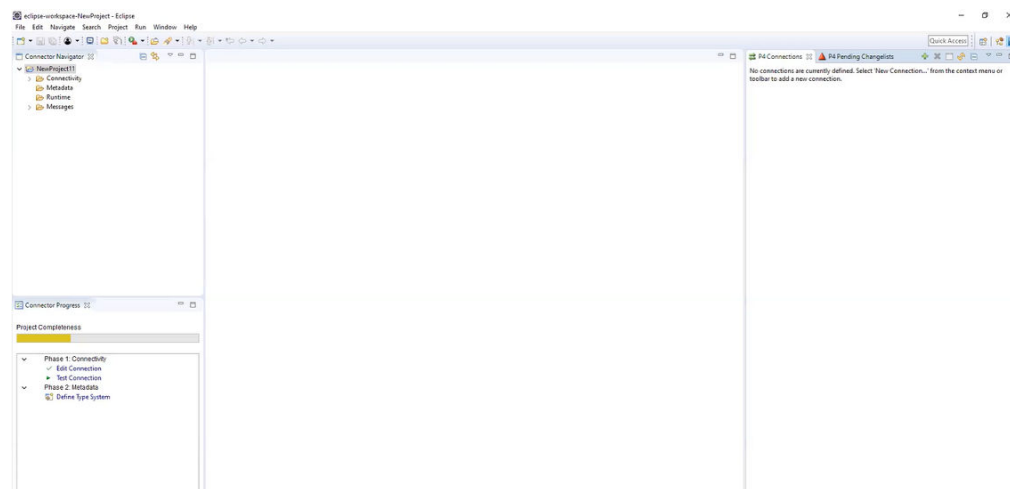 eclipse-workspace-NewProject - Eclipse
File Edit Navigate Search Project Run Window Help
Quick Access
Connector Navigator
NewProject11
Connectivity
Metadata
Runtime
Messages
Connector Progress
Project Completeness
Phase 1: Connectivity
Edit Connection
Test Connection
Phase 2: Metadata
Define Type System
P4 Connections P4 Pending Changelists
No connections are currently defined. Select 'New Connection...' from the context menu or
toolbar to add a new connection.